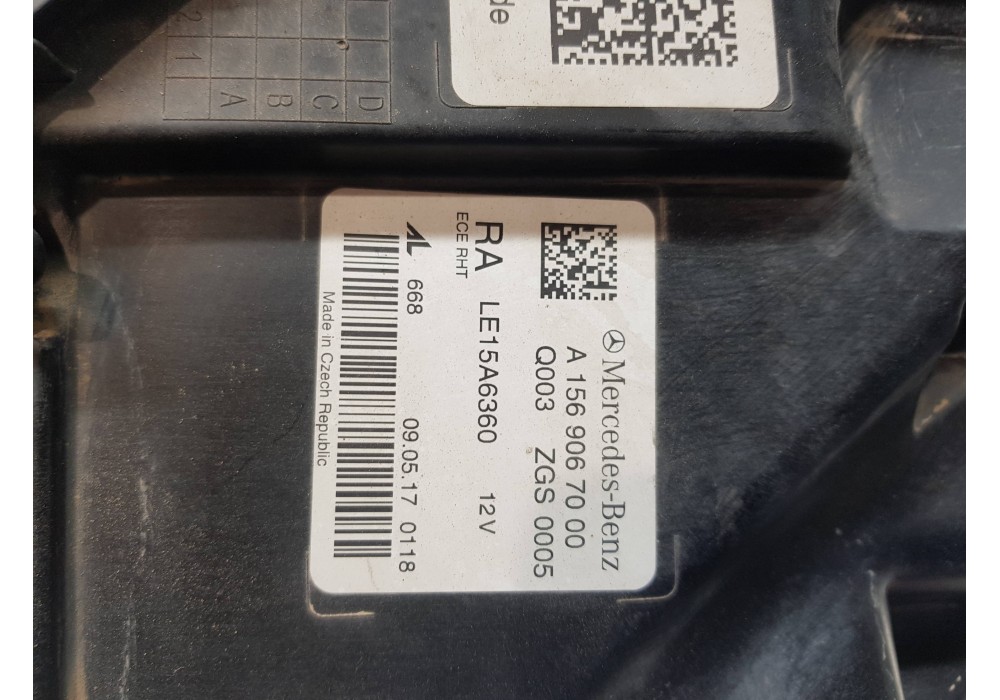 de
2
1
A B C D
Mercedes-Benz
A 156 906 70 00
Q003 ZGS 0005
RA LE15A6360 12V
ECE RHT
AL 668 09.05.17 0118
Made in Czech Republic